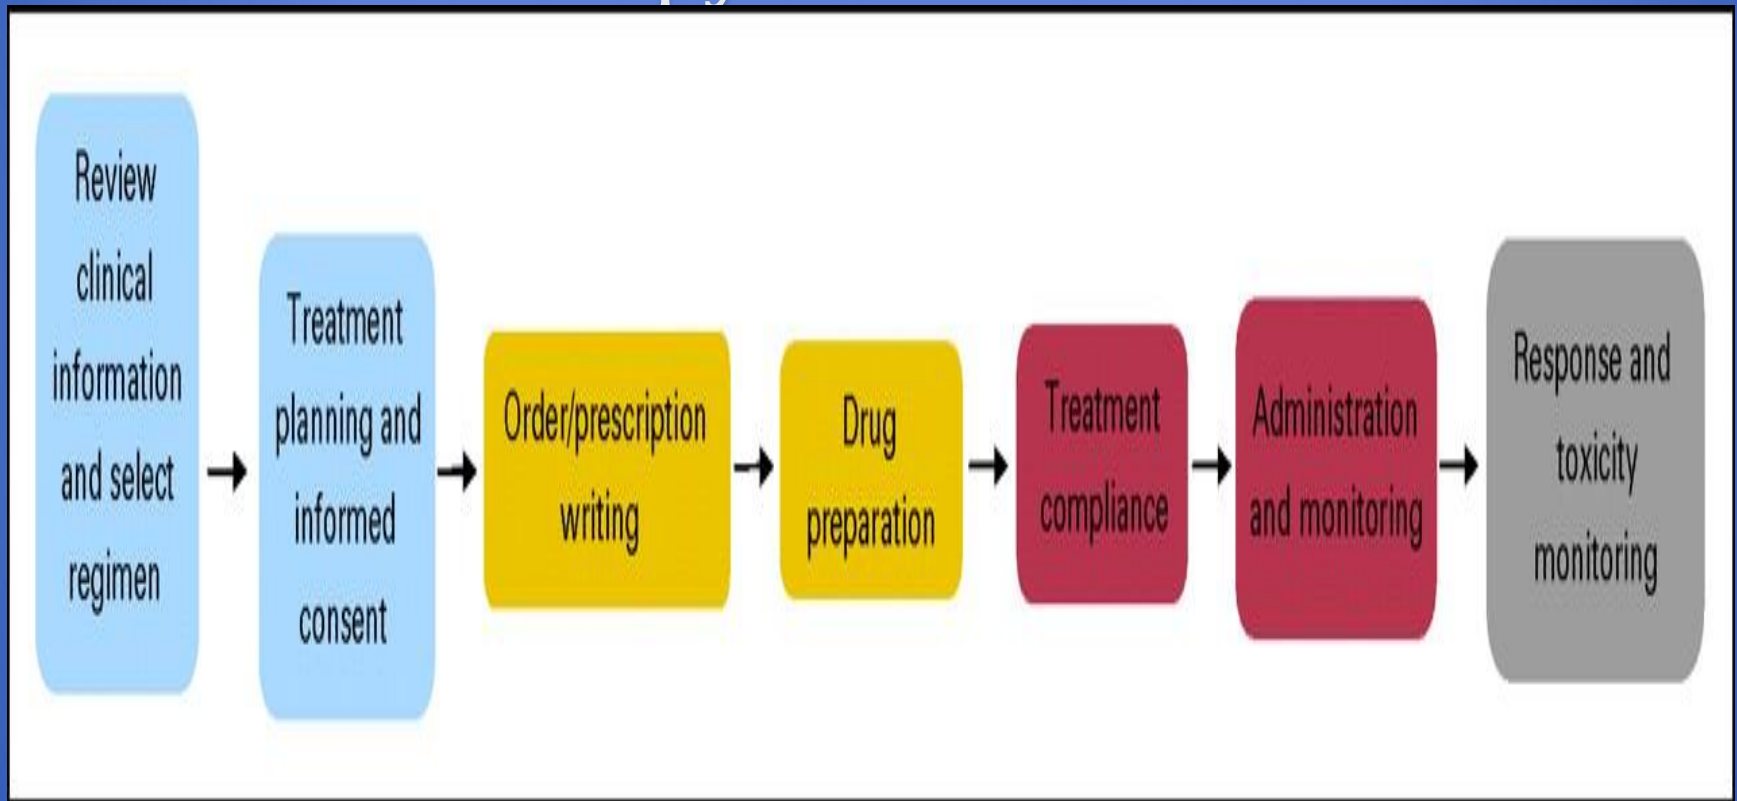 Review
clinical
information
and select
regimen
Treatment
planning and
informed
consent
Order/prescription
writing
Drug
preparation
Treatment
compliance
Administration
and monitoring
Response and
toxicity
monitoring